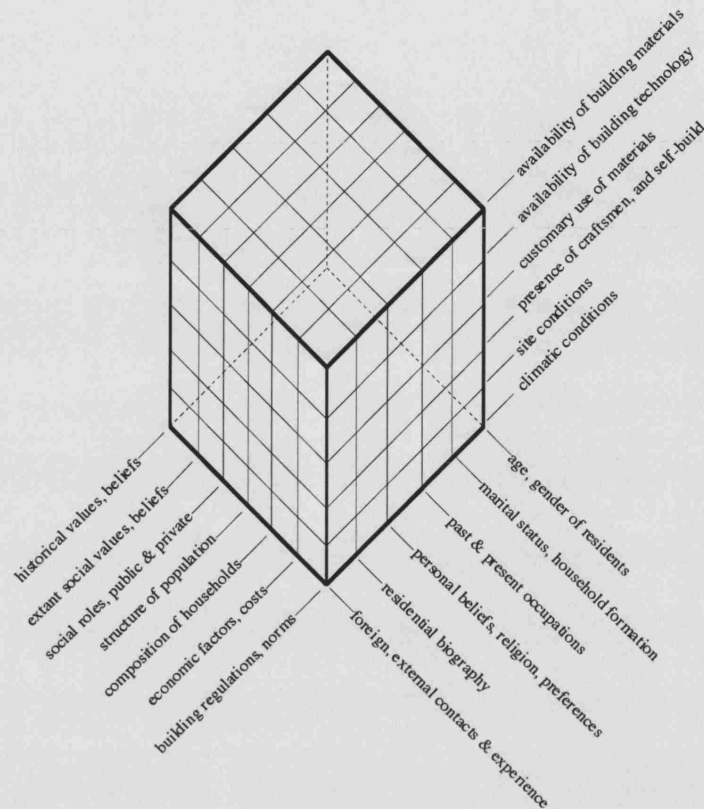 availability of building materials
availability of building technology
customary use of materials
presence of craftsmen, and self-build
site conditions
climatic conditions
historical values, beliefs
extant social values, beliefs
social roles, public & private
structure of population
composition of households
economic factors, costs
building regulations, norms
age, gender of residents
marital status, household formation
past & present occupations
personal beliefs, religion, preferences
residential biography
foreign, external contacts & experience